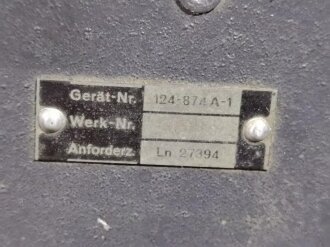 Gerät-Nr. 124-874 A-1
Werk-Nr.
Anforderz. Ln 27394